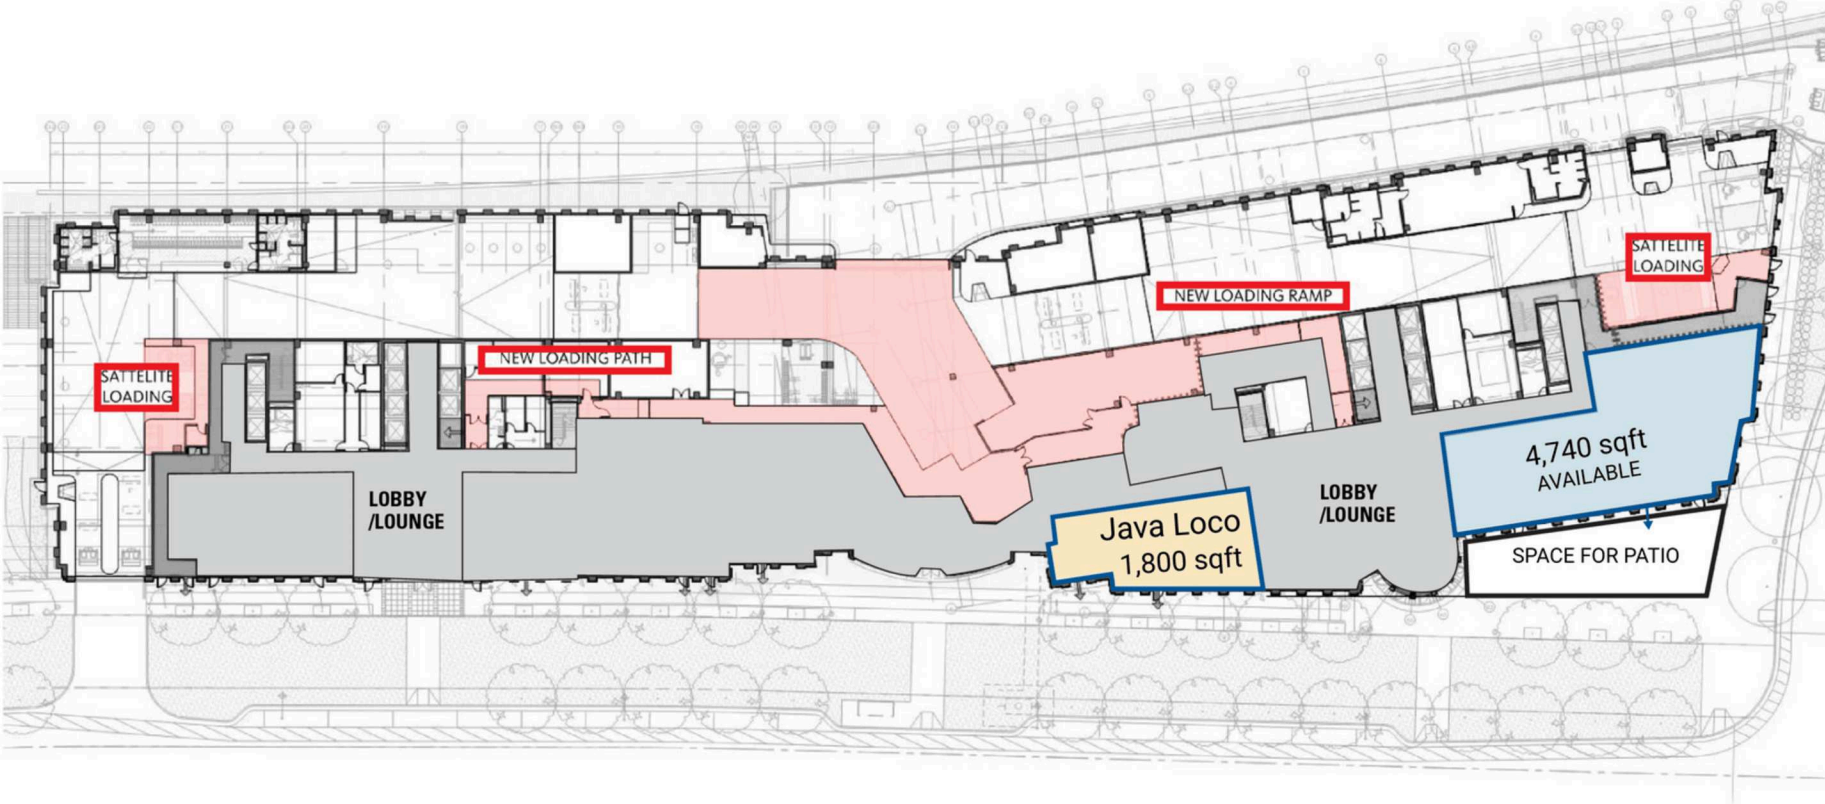 SATTELITE
LOADING
NEW LOADING RAMP
NEW LOADING PATH
SATTELITE
LOADING
4,740 sqft
AVAILABLE
LOBBY
/LOUNGE
LOBBY
/LOUNGE
Java Loco
1,800 sqft
SPACE FOR PATIO